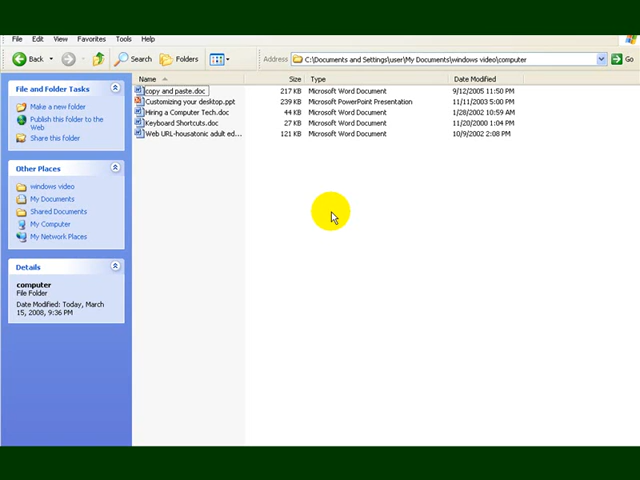 File Edit View Favorites Tools Help
Back Search Folders Address C:\Documents and Settings\user\My Documents\windows video\computer Go
File and Folder Tasks
Make a new folder
Publish this folder to the
Web
Share this folder
Other Places
windows video
My Documents
Shared Documents
My Computer
My Network Places
Details
computer
File Folder
Date Modified: Today, March
15, 2008, 9:36 PM
Name Size Type Date Modified
copy and paste.doc 217 KB Microsoft Word Document 9/12/2005 11:50 PM
Customizing your desktop.ppt 239 KB Microsoft PowerPoint Presentation 11/11/2003 5:00 PM
Hiring a Computer Tech.doc 44 KB Microsoft Word Document 1/28/2002 10:59 AM
Keyboard Shortcuts.doc 27 KB Microsoft Word Document 11/20/2000 1:04 PM
Web URL-housatonic adult ed... 121 KB Microsoft Word Document 10/9/2002 2:08 PM